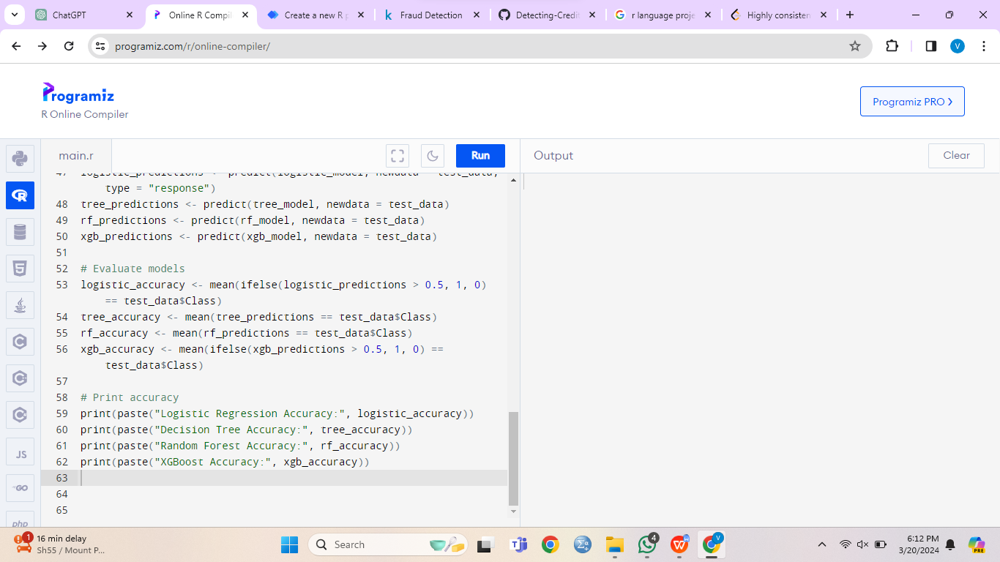 ChatGPT
Online R Compil
Create a new R p
Fraud Detection
Detecting-Credit
r language proje
Highly consisten
programiz.com/r/online-compiler/
V
Programiz
R Online Compiler
Programiz PRO
main.r
Run
Output
Clear
47 logistic_predictions <- predict(logistic_model, newdata = test_data,
type = "response")
48 tree_predictions <- predict(tree_model, newdata = test_data)
49 rf_predictions <- predict(rf_model, newdata = test_data)
50 xgb_predictions <- predict(xgb_model, newdata = test_data)
51
52 # Evaluate models
53 logistic_accuracy <- mean(ifelse(logistic_predictions > 0.5, 1, 0)
== test_data$Class)
54 tree_accuracy <- mean(tree_predictions == test_data$Class)
55 rf_accuracy <- mean(rf_predictions == test_data$Class)
56 xgb_accuracy <- mean(ifelse(xgb_predictions > 0.5, 1, 0) ==
test_data$Class)
57
58 # Print accuracy
59 print(paste("Logistic Regression Accuracy:", logistic_accuracy))
60 print(paste("Decision Tree Accuracy:", tree_accuracy))
61 print(paste("Random Forest Accuracy:", rf_accuracy))
62 print(paste("XGBoost Accuracy:", xgb_accuracy))
63
64
65
JS
GO
php
1
16 min delay
Sh55 / Mount P...
Search
4
V
6:12 PM
3/20/2024
PRE